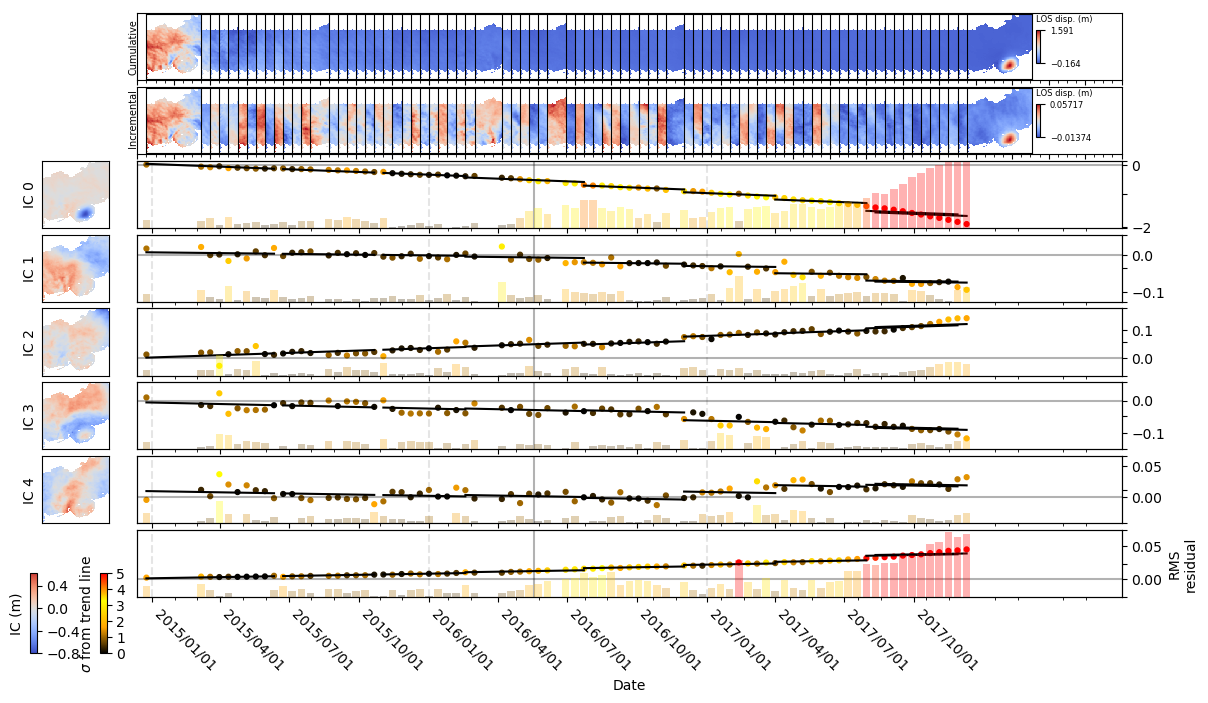 Cumulative
LOS disp. (m)
1.591
−0.164
Incremental
LOS disp. (m)
0.05717
−0.01374
IC 0
0
−2
IC 1
0.0
−0.1
IC 2
0.1
0.0
IC 3
0.0
−0.1
IC 4
0.05
0.00
0.05
0.00
RMS
residual
IC (m)
0.4
0.0
−0.4
−0.8
σ from trend line
5
4
3
2
1
0
2015/01/01
2015/04/01
2015/07/01
2015/10/01
2016/01/01
2016/04/01
2016/07/01
2016/10/01
2017/01/01
2017/04/01
2017/07/01
2017/10/01
Date